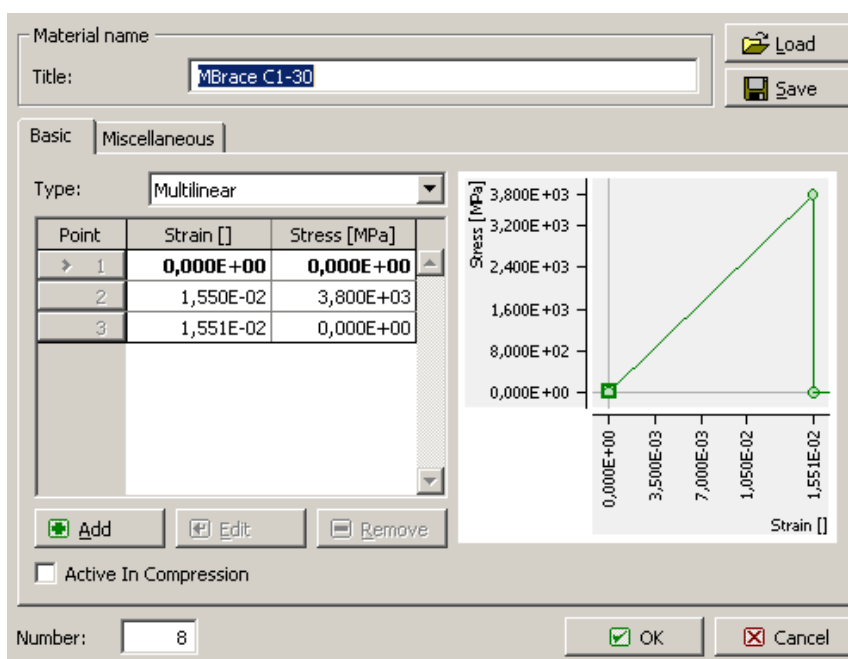 Material name
Title: MBrace C1-30
Load
Save
Basic Miscellaneous
Type: Multilinear
Point Strain [] Stress [MPa]
1 0,000E+00 0,000E+00
2 1,550E-02 3,800E+03
3 1,551E-02 0,000E+00
Add Edit Remove
Active In Compression
Stress [MPa]
3,800E+03
3,200E+03
2,400E+03
1,600E+03
8,000E+02
0,000E+00
0,000E+00
3,500E-03
7,000E-03
1,050E-02
1,551E-02
Strain []
Number: 8
OK Cancel